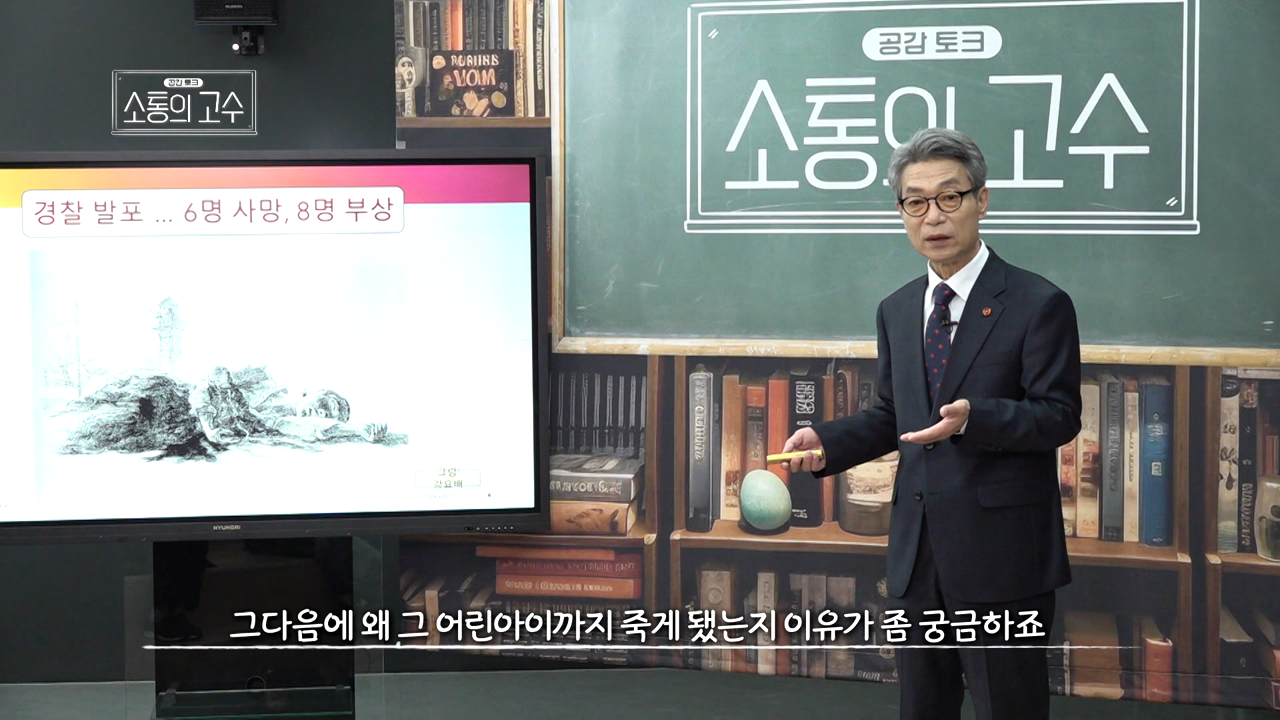 공감 토크
소통의 고수
공감 토크
소통의 고수
경찰 발포 ... 6명 사망, 8명 부상
그림
강요배
HYUNDAI
그다음에 왜 그 어린아이까지 죽게 됐는지 이유가 좀 궁금하죠